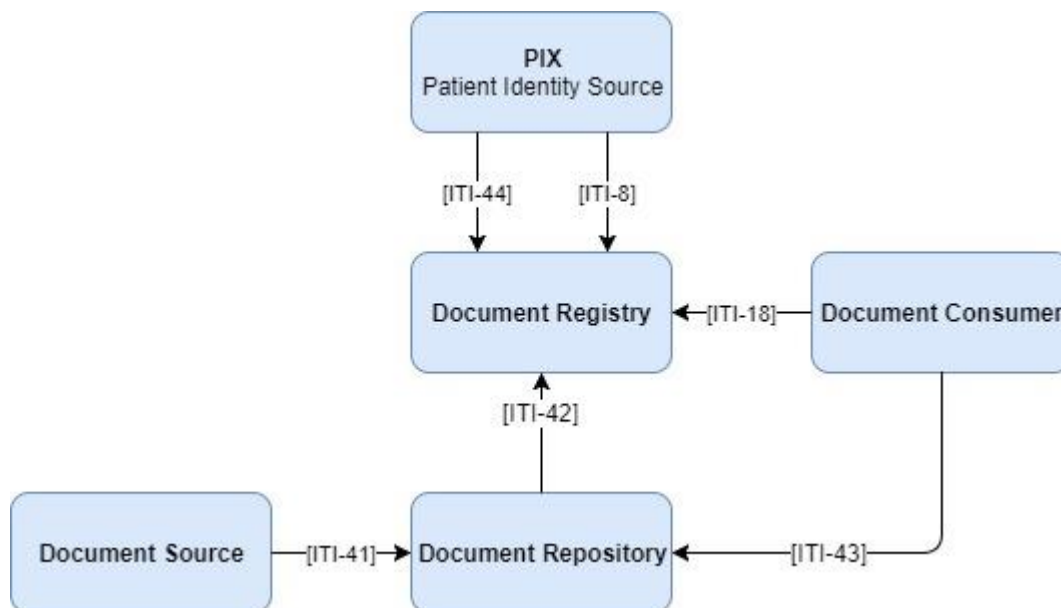 PIX
Patient Identity Source
[ITI-44]
[ITI-8]
Document Registry
[ITI-18]
Document Consumer
[ITI-42]
Document Source
[ITI-41]
Document Repository
[ITI-43]